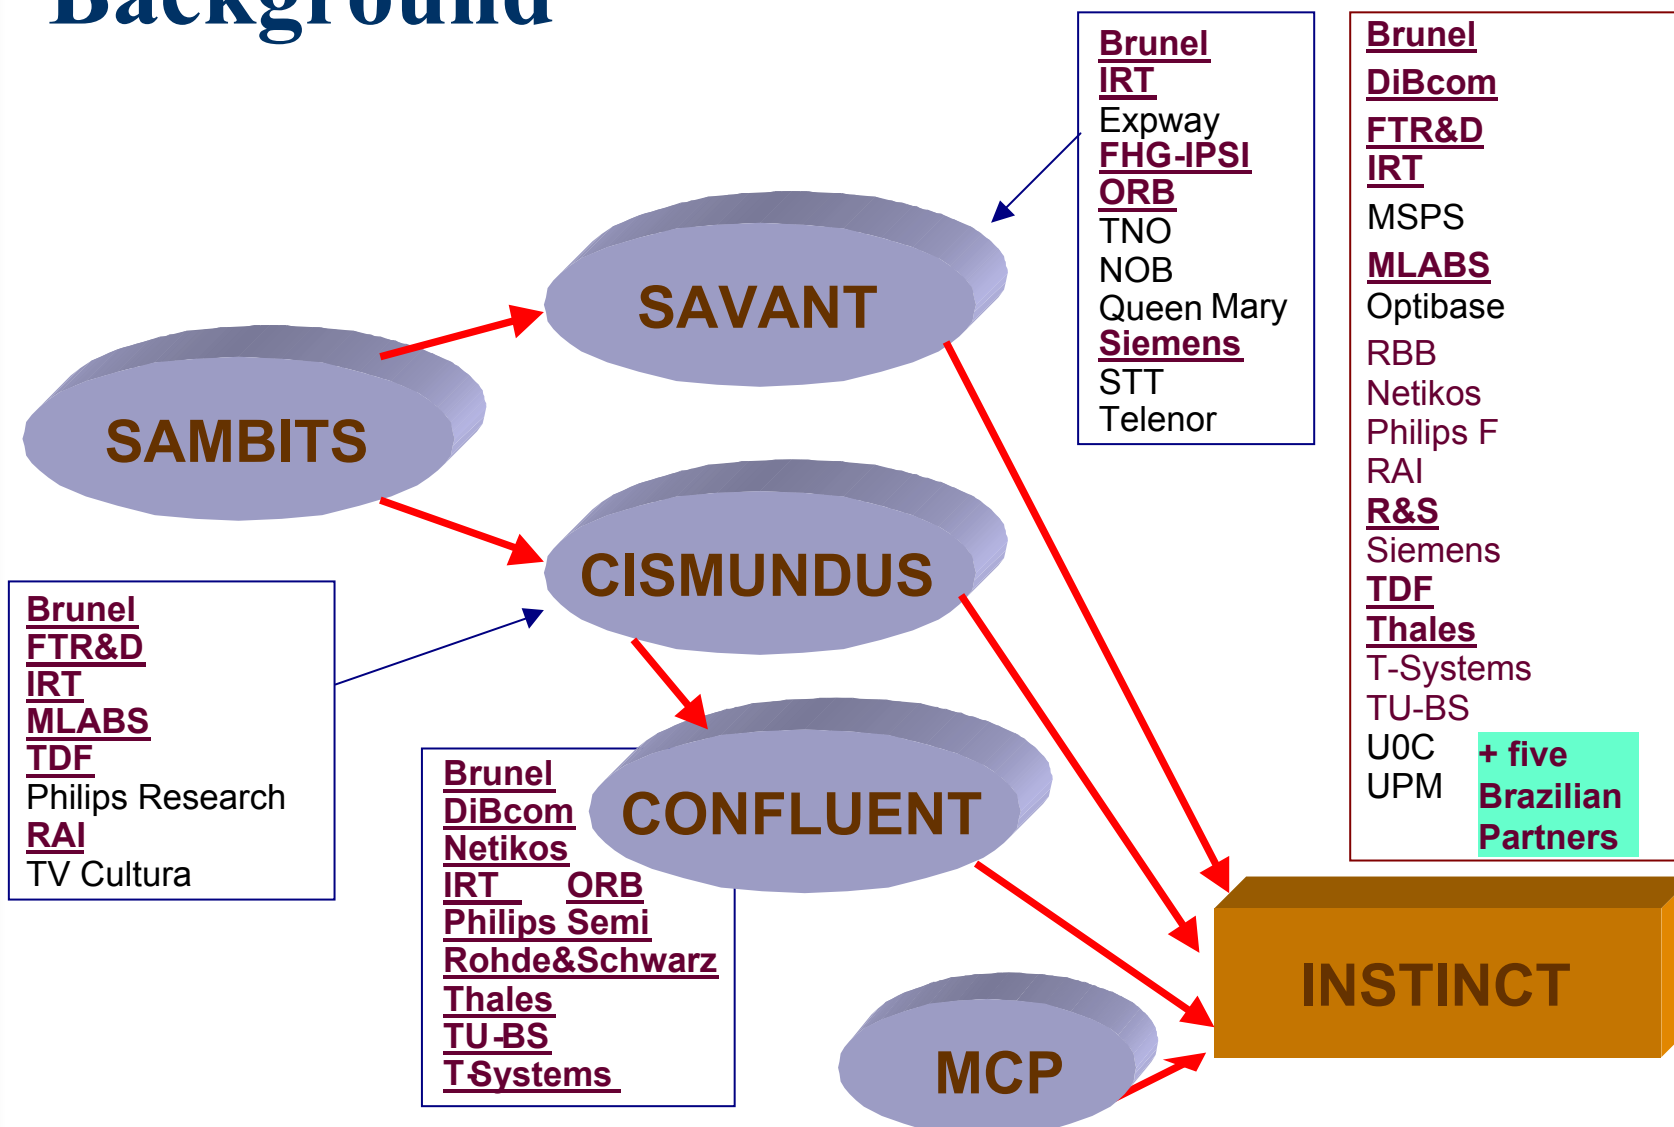 Background
Brunel
IRT
Expway
FHG-IPSI
ORB
TNO
NOB
Queen Mary
Siemens
STT
Telenor
Brunel
DiBcom
FTR&D
IRT
MSPS
MLABS
Optibase
RBB
Netikos
Philips F
RAI
R&S
Siemens
TDF
Thales
T-Systems
TU-BS
U0C
UPM
+ five
Brazilian
Partners
SAVANT
SAMBITS
CISMUNDUS
Brunel
FTR&D
IRT
MLABS
TDF
Philips Research
RAI
TV Cultura
Brunel
DiBcom
Netikos
IRT ORB
Philips Semi
Rohde&Schwarz
Thales
TU-BS
T-Systems
CONFLUENT
INSTINCT
MCP